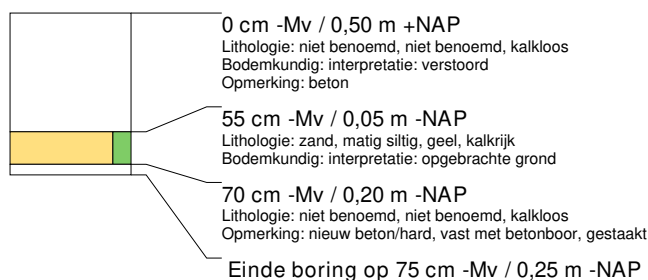 0 cm -Mv / 0,50 m +NAP
Lithologie: niet benoemd, niet benoemd, kalkloos
Bodemkundig: interpretatie: verstoord
Opmerking: beton
55 cm -Mv / 0,05 m -NAP
Lithologie: zand, matig siltig, geel, kalkrijk
Bodemkundig: interpretatie: opgebrachte grond
70 cm -Mv / 0,20 m -NAP
Lithologie: niet benoemd, niet benoemd, kalkloos
Opmerking: nieuw beton/hard, vast met betonboor, gestaakt
Einde boring op 75 cm -Mv / 0,25 m -NAP